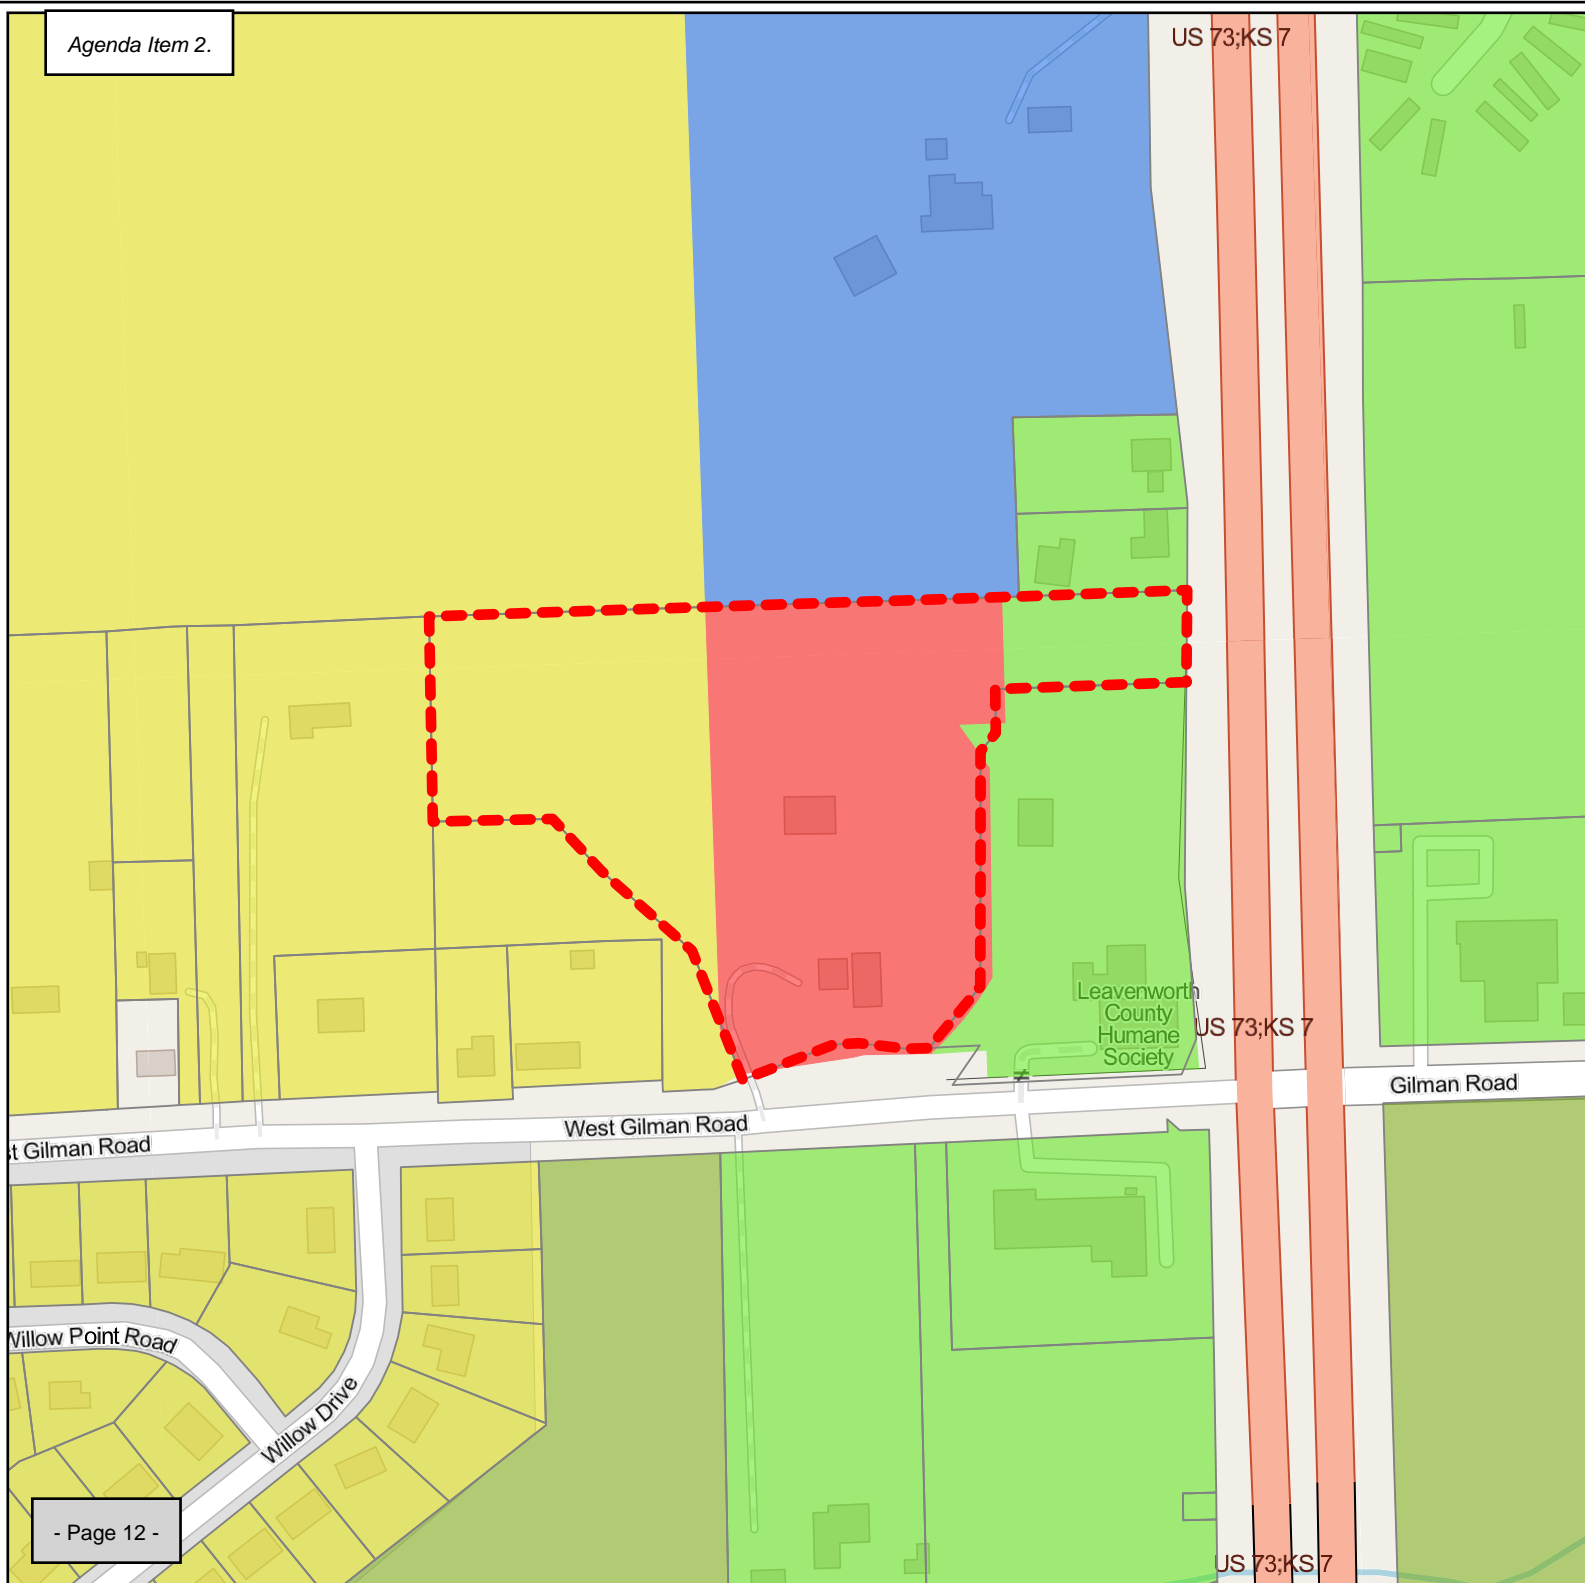 Agenda Item 2.
US 73;KS 7
Leavenworth
County
Humane
Society
US 73;KS 7
≠
Gilman Road
West Gilman Road
st Gilman Road
Willow Point Road
Willow Drive
- Page 12 -
US 73;KS 7